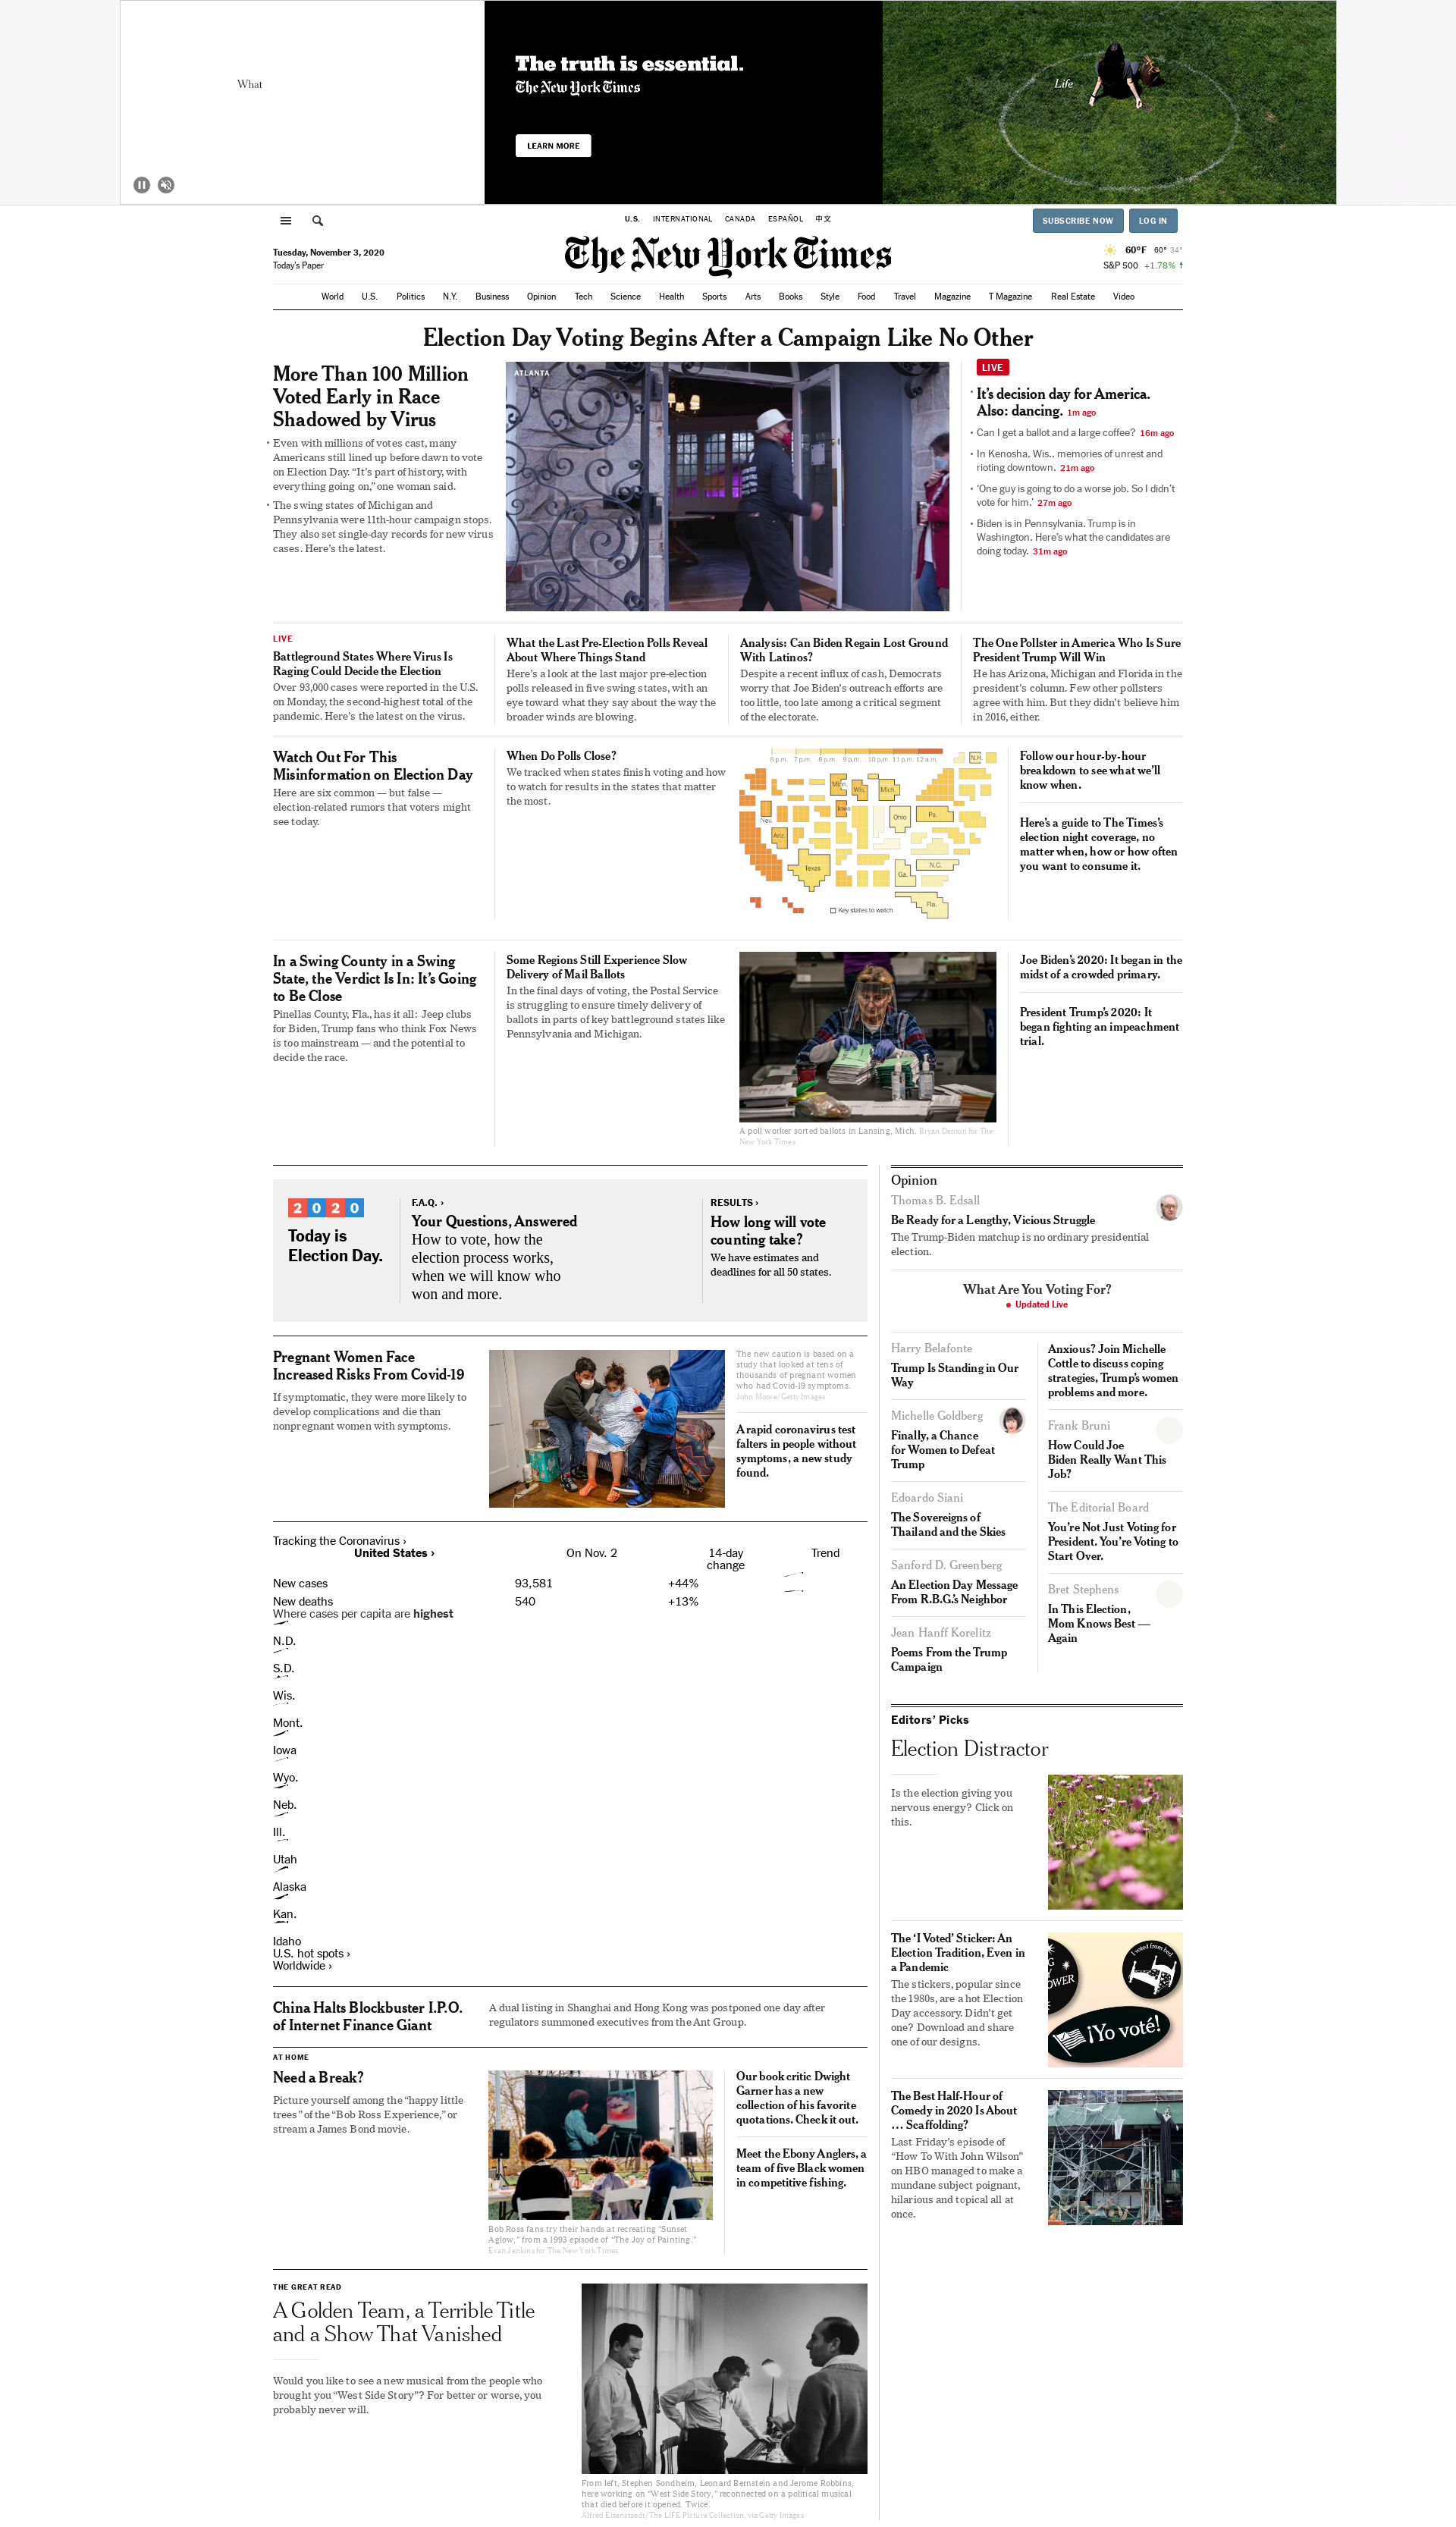 What
The truth is essential.
The New York Times
LEARN MORE
Life
U.S. INTERNATIONAL CANADA ESPAÑOL 中文
SUBSCRIBE NOW LOG IN
Tuesday, November 3, 2020
Today's Paper
The New York Times
60°F 60° 34°
S&P 500 +1.78%
World U.S. Politics N.Y. Business Opinion Tech Science Health Sports Arts Books Style Food Travel Magazine T Magazine Real Estate Video
Election Day Voting Begins After a Campaign Like No Other
More Than 100 Million
Voted Early in Race
Shadowed by Virus
Even with millions of votes cast, many
Americans still lined up before dawn to vote
on Election Day. “It’s part of history, with
everything going on,” one woman said.
The swing states of Michigan and
Pennsylvania were 11th-hour campaign stops.
They also set single-day records for new virus
cases. Here’s the latest.
ATLANTA
LIVE
It’s decision day for America.
Also: dancing. 1m ago
Can I get a ballot and a large coffee? 16m ago
In Kenosha, Wis., memories of unrest and
rioting downtown. 21m ago
‘One guy is going to do a worse job. So I didn’t
vote for him.’ 27m ago
Biden is in Pennsylvania. Trump is in
Washington. Here’s what the candidates are
doing today. 31m ago
LIVE
Battleground States Where Virus Is
Raging Could Decide the Election
Over 93,000 cases were reported in the U.S.
on Monday, the second-highest total of the
pandemic. Here’s the latest on the virus.
What the Last Pre-Election Polls Reveal
About Where Things Stand
Here’s a look at the last major pre-election
polls released in five swing states, with an
eye toward what they say about the way the
broader winds are blowing.
Analysis: Can Biden Regain Lost Ground
With Latinos?
Despite a recent influx of cash, Democrats
worry that Joe Biden’s outreach efforts are
too little, too late among a critical segment
of the electorate.
The One Pollster in America Who Is Sure
President Trump Will Win
He has Arizona, Michigan and Florida in the
president’s column. Few other pollsters
agree with him. But they didn’t believe him
in 2016, either.
Watch Out For This
Misinformation on Election Day
Here are six common — but false —
election-related rumors that voters might
see today.
When Do Polls Close?
We tracked when states finish voting and how
to watch for results in the states that matter
the most.
6 p.m. 7 p.m. 8 p.m. 9 p.m. 10 p.m. 11 p.m. 12 a.m.
N.H.
Minn.
Wis.
Mich.
Iowa
Nev.
Ohio
Pa.
Ariz.
Texas
N.C.
Ga.
Fla.
Key states to watch
Follow our hour-by-hour
breakdown to see what we’ll
know when.
Here’s a guide to The Times’s
election night coverage, no
matter when, how or how often
you want to consume it.
In a Swing County in a Swing
State, the Verdict Is In: It’s Going
to Be Close
Pinellas County, Fla., has it all: Jeep clubs
for Biden, Trump fans who think Fox News
is too mainstream — and the potential to
decide the race.
Some Regions Still Experience Slow
Delivery of Mail Ballots
In the final days of voting, the Postal Service
is struggling to ensure timely delivery of
ballots in parts of key battleground states like
Pennsylvania and Michigan.
A poll worker sorted ballots in Lansing, Mich. Bryan Denton for The
New York Times
Joe Biden’s 2020: It began in the
midst of a crowded primary.
President Trump’s 2020: It
began fighting an impeachment
trial.
2020
Today is
Election Day.
F.A.Q. ›
Your Questions, Answered
How to vote, how the
election process works,
when we will know who
won and more.
RESULTS ›
How long will vote
counting take?
We have estimates and
deadlines for all 50 states.
Pregnant Women Face
Increased Risks From Covid-19
If symptomatic, they were more likely to
develop complications and die than
nonpregnant women with symptoms.
The new caution is based on a
study that looked at tens of
thousands of pregnant women
who had Covid-19 symptoms.
John Moore/Getty Images
A rapid coronavirus test
falters in people without
symptoms, a new study
found.
Tracking the Coronavirus ›
United States › On Nov. 2 14-day
change Trend
New cases 93,581 +44%
New deaths 540 +13%
Where cases per capita are highest
N.D.
S.D.
Wis.
Mont.
Iowa
Wyo.
Neb.
Ill.
Utah
Alaska
Kan.
Idaho
U.S. hot spots ›
Worldwide ›
China Halts Blockbuster I.P.O.
of Internet Finance Giant
A dual listing in Shanghai and Hong Kong was postponed one day after
regulators summoned executives from the Ant Group.
AT HOME
Need a Break?
Picture yourself among the “happy little
trees” of the “Bob Ross Experience,” or
stream a James Bond movie.
Bob Ross fans try their hands at recreating “Sunset
Aglow,” from a 1993 episode of “The Joy of Painting.”
Evan Jenkins for The New York Times
Our book critic Dwight
Garner has a new
collection of his favorite
quotations. Check it out.
Meet the Ebony Anglers, a
team of five Black women
in competitive fishing.
THE GREAT READ
A Golden Team, a Terrible Title
and a Show That Vanished
Would you like to see a new musical from the people who
brought you “West Side Story”? For better or worse, you
probably never will.
From left, Stephen Sondheim, Leonard Bernstein and Jerome Robbins,
here working on “West Side Story,” reconnected on a political musical
that died before it opened. Twice.
Alfred Eisenstaedt/The LIFE Picture Collection, via Getty Images
Opinion
Thomas B. Edsall
Be Ready for a Lengthy, Vicious Struggle
The Trump-Biden matchup is no ordinary presidential
election.
What Are You Voting For?
Updated Live
Harry Belafonte
Trump Is Standing in Our
Way
Michelle Goldberg
Finally, a Chance
for Women to Defeat
Trump
Edoardo Siani
The Sovereigns of
Thailand and the Skies
Sanford D. Greenberg
An Election Day Message
From R.B.G.’s Neighbor
Jean Hanff Korelitz
Poems From the Trump
Campaign
Anxious? Join Michelle
Cottle to discuss coping
strategies, Trump’s women
problems and more.
Frank Bruni
How Could Joe
Biden Really Want This
Job?
The Editorial Board
You’re Not Just Voting for
President. You’re Voting to
Start Over.
Bret Stephens
In This Election,
Mom Knows Best —
Again
Editors’ Picks
Election Distractor
Is the election giving you
nervous energy? Click on
this.
The ‘I Voted’ Sticker: An
Election Tradition, Even in
a Pandemic
The stickers, popular since
the 1980s, are a hot Election
Day accessory. Didn’t get
one? Download and share
one of our designs.
I voted from bed.
¡Yo voté!
The Best Half-Hour of
Comedy in 2020 Is About
… Scaffolding?
Last Friday’s episode of
“How To With John Wilson”
on HBO managed to make a
mundane subject poignant,
hilarious and topical all at
once.